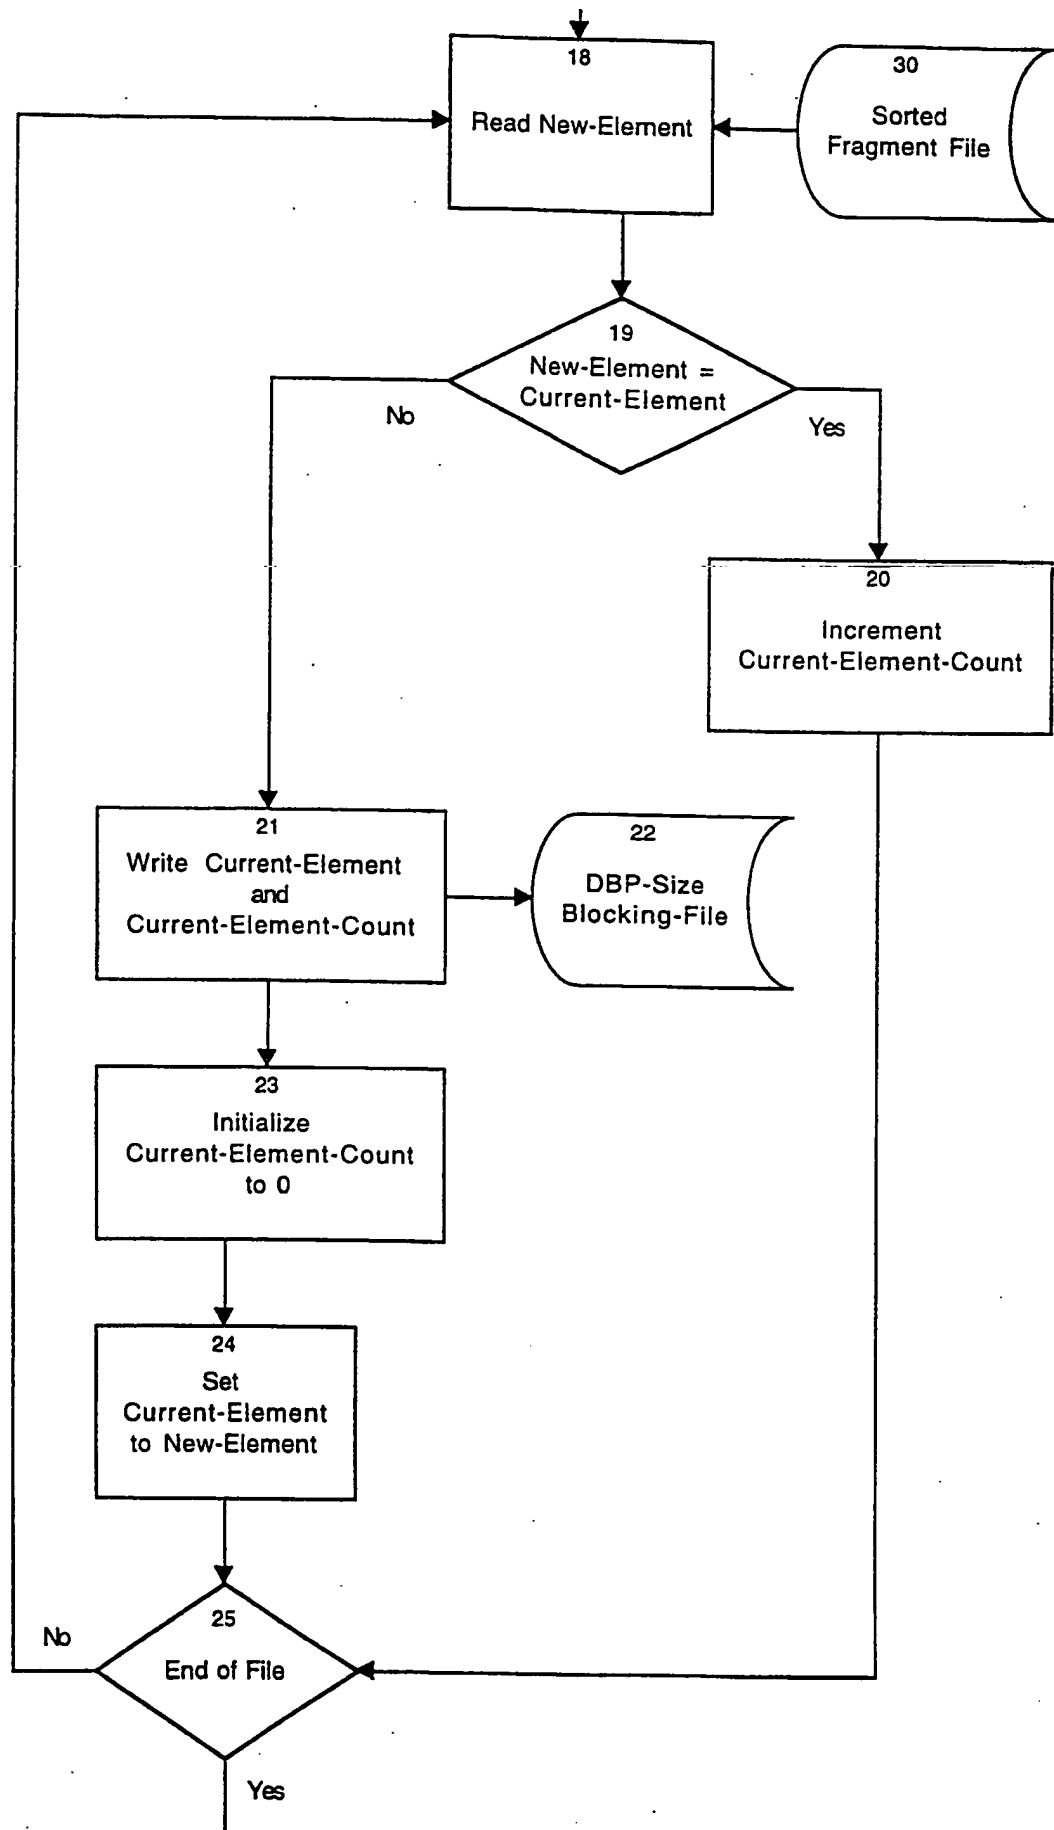 18
Read New-Element
30
Sorted
Fragment File
19
New-Element =
Current-Element
No
Yes
20
Increment
Current-Element-Count
21
Write Current-Element
and
Current-Element-Count
22
DBP-Size
Blocking-File
23
Initialize
Current-Element-Count
to 0
24
Set
Current-Element
to New-Element
25
End of File
No
Yes